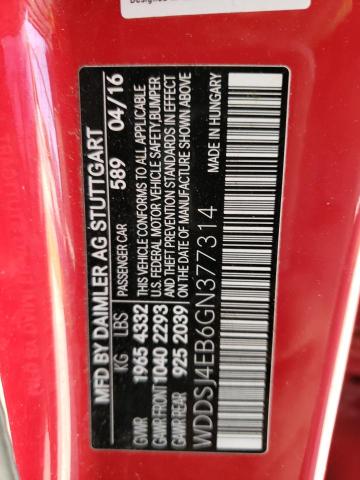 Designed
MFD BY DAIMLER AG STUTTGART
KG LBS PASSENGER CAR 589 04/16
GVWR 1965 4332 THIS VEHICLE CONFORMS TO ALL APPLICABLE
GAWR FRONT 1040 2293 U.S. FEDERAL MOTOR VEHICLE SAFETY, BUMPER
GAWR REAR 925 2039 AND THEFT PREVENTION STANDARDS IN EFFECT
ON THE DATE OF MANUFACTURE SHOWN ABOVE
WDDSJ4EB6GN377314
MADE IN HUNGARY